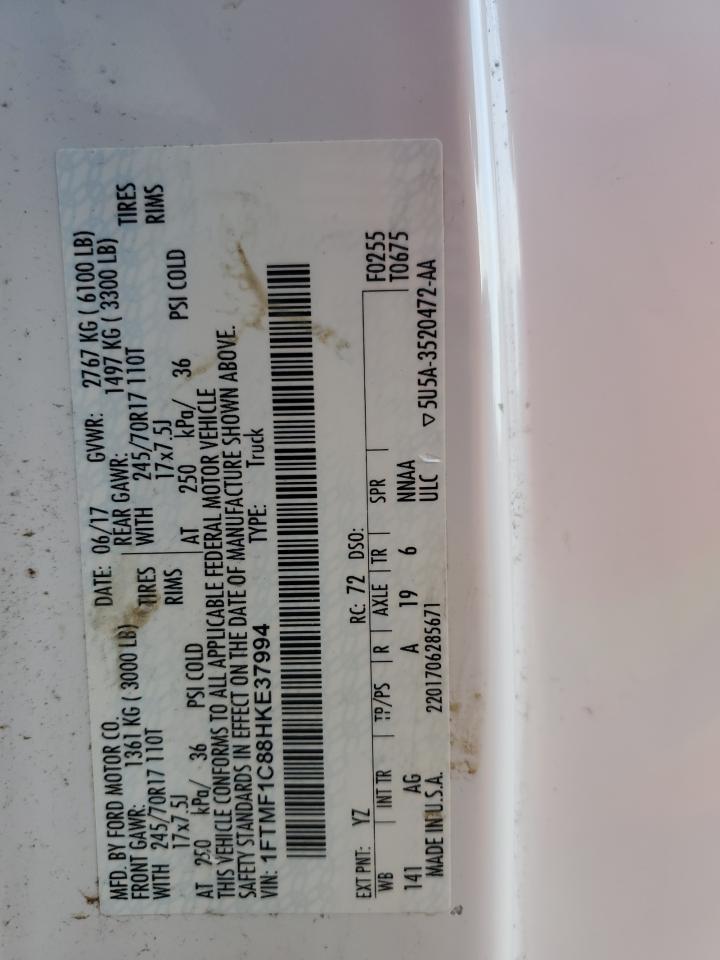 MFD. BY FORD MOTOR CO. DATE: 06/17 GVWR: 2767 KG ( 6100 LB)
FRONT GAWR: 1361 KG ( 3000 LB) REAR GAWR: 1497 KG ( 3300 LB)
WITH 245/70R17 110T TIRES WITH 245/70R17 110T TIRES
17x7.5J RIMS 17x7.5J RIMS
AT 250 kPa/ 36 PSI COLD AT 250 kPa/ 36 PSI COLD
THIS VEHICLE CONFORMS TO ALL APPLICABLE FEDERAL MOTOR VEHICLE
SAFETY STANDARDS IN EFFECT ON THE DATE OF MANUFACTURE SHOWN ABOVE.
VIN: 1FTMF1C88HKE37994 TYPE: Truck
EXT PNT: YZ RC: 72 DSO: F0255
WB INT TR TP/PS R AXLE TR SPR T0675
141 AG A 19 6 NNAA
MADE IN U.S.A. 2201706285671 ULC ▽5U5A-3520472-AA